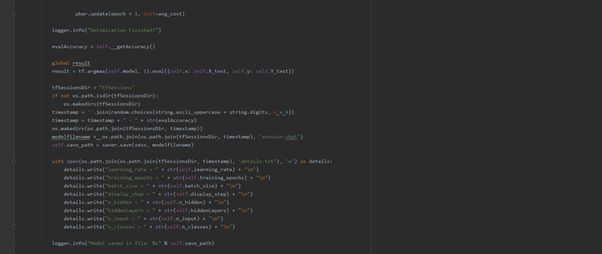 pbar.update(epoch + 1, Cost=avg_cost)
logger.info("Optimization Finished!")
evalAccuracy = self.__getAccuracy()
global result
result = tf.argmax(self.model, 1).eval({self.x: self.X_test, self.y: self.Y_test})
tfSessionsDir = "tfSessions"
if not os.path.isdir(tfSessionsDir):
os.makedirs(tfSessionsDir)
timestamp = ''.join(random.choices(string.ascii_uppercase + string.digits, k=6))
timestamp = timestamp + " - " + str(evalAccuracy)
os.makedirs(os.path.join(tfSessionsDir, timestamp))
modelfilename = os.path.join(os.path.join(tfSessionsDir, timestamp), 'session.ckpt')
self.save_path = saver.save(sess, modelfilename)
with open(os.path.join(os.path.join(tfSessionsDir, timestamp), 'details.txt'), 'w') as details:
details.write("learning_rate = " + str(self.learning_rate) + "\n")
details.write("training_epochs = " + str(self.training_epochs) + "\n")
details.write("batch_size = " + str(self.batch_size) + "\n")
details.write("display_step = " + str(self.display_step) + "\n")
details.write("n_hidden = " + str(self.n_hidden) + "\n")
details.write("hiddenLayers = " + str(self.hiddenLayers) + "\n")
details.write("n_input = " + str(self.n_input) + "\n")
details.write("n_classes = " + str(self.n_classes) + "\n")
logger.info("Model saved in file: %s" % self.save_path)